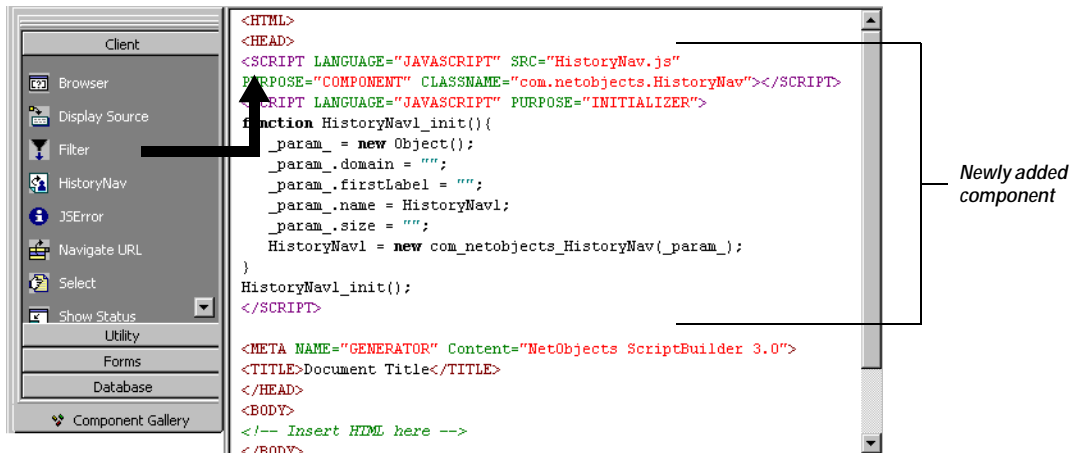 Client
Browser
Display Source
Filter
HistoryNav
JSError
Navigate URL
Select
Show Status
Utility
Forms
Database
Component Gallery
<HTML>
<HEAD>
<SCRIPT LANGUAGE="JAVASCRIPT" SRC="HistoryNav.js"
PURPOSE="COMPONENT" CLASSNAME="com.netobjects.HistoryNav"></SCRIPT>
<SCRIPT LANGUAGE="JAVASCRIPT" PURPOSE="INITIALIZER">
function HistoryNav1_init(){
_param_ = new Object();
_param_.domain = "";
_param_.firstLabel = "";
_param_.name = HistoryNav1;
_param_.size = "";
HistoryNav1 = new com_netobjects_HistoryNav(_param_);
}
HistoryNav1_init();
</SCRIPT>
<META NAME="GENERATOR" Content="NetObjects ScriptBuilder 3.0">
<TITLE>Document Title</TITLE>
</HEAD>
<BODY>
<!-- Insert HTML here -->
</BODY>
Newly added
component